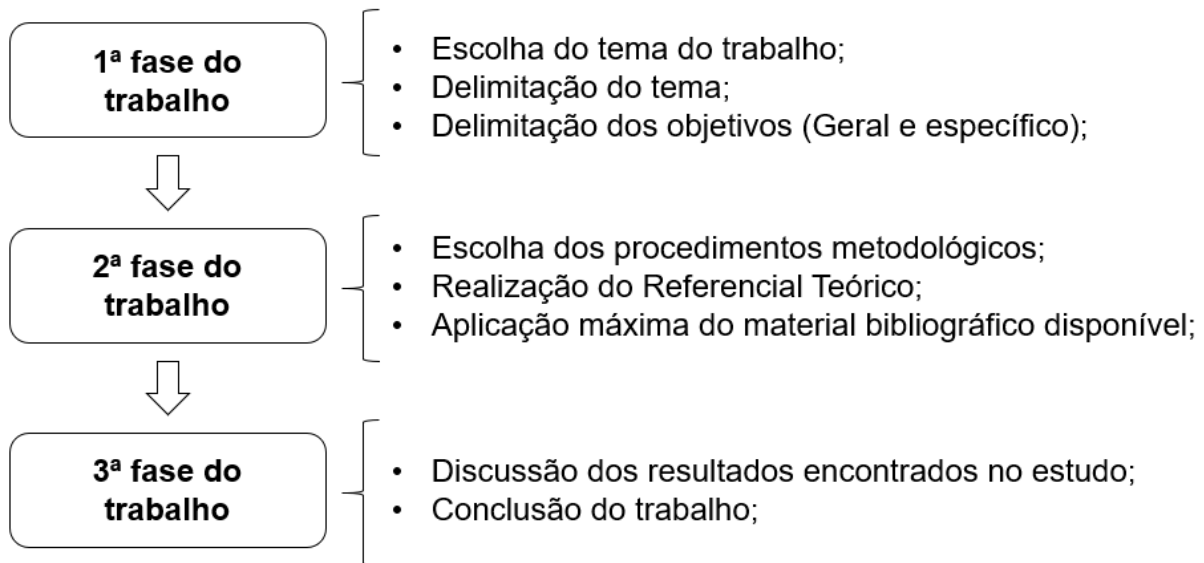 1ª fase do
trabalho
• Escolha do tema do trabalho;
• Delimitação do tema;
• Delimitação dos objetivos (Geral e específico);
2ª fase do
trabalho
• Escolha dos procedimentos metodológicos;
• Realização do Referencial Teórico;
• Aplicação máxima do material bibliográfico disponível;
3ª fase do
trabalho
• Discussão dos resultados encontrados no estudo;
• Conclusão do trabalho;